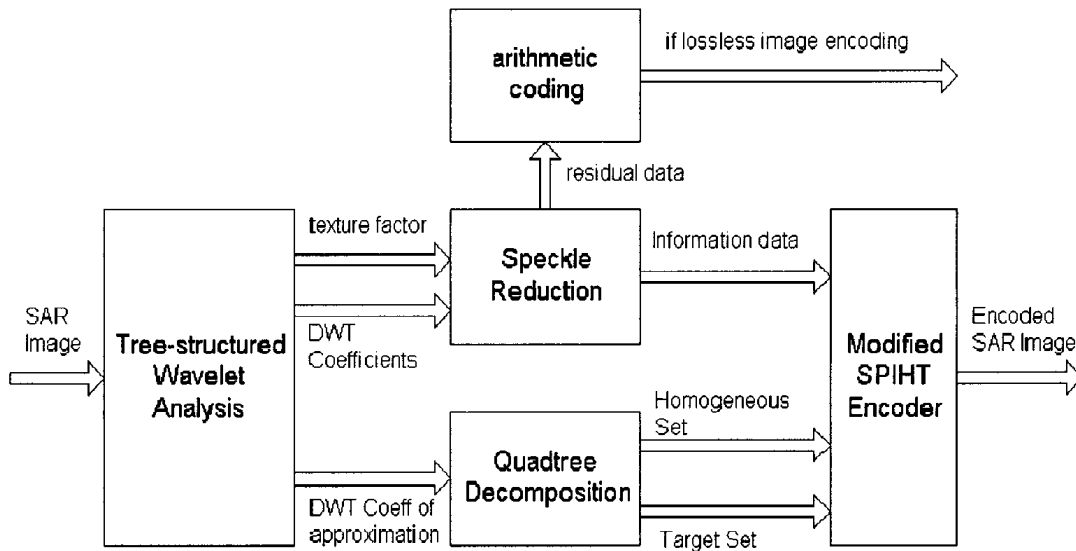 arithmetic
coding
if lossless image encoding
residual data
texture factor
Speckle
Reduction
Information data
SAR
Image
Tree-structured
Wavelet
Analysis
DWT
Coefficients
Modified
SPIHT
Encoder
Encoded
SAR Image
Homogeneous
Set
Quadtree
Decomposition
DWT Coeff of
approximation
Target Set